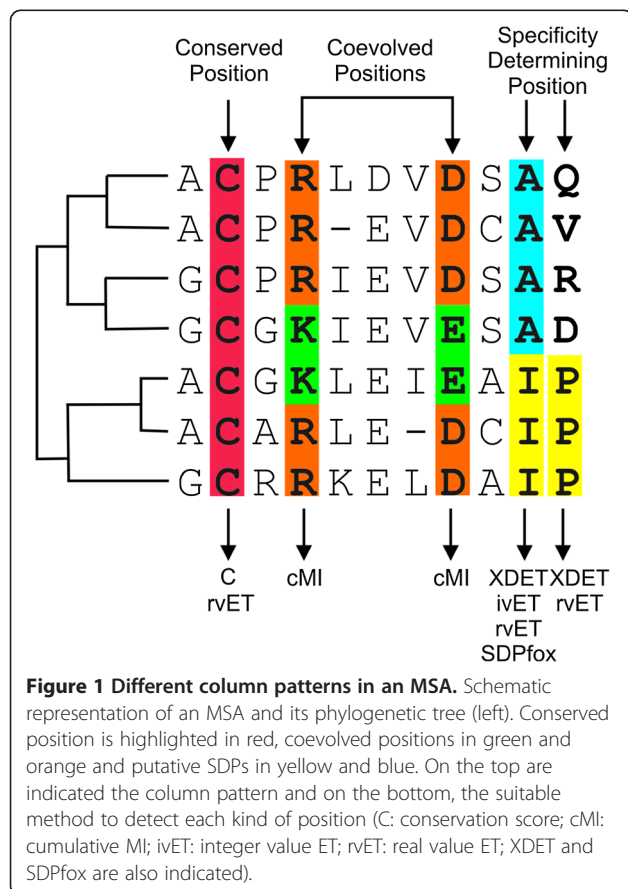 Conserved Position
Coevolved Positions
Specificity Determining Position
A C P R L D V D S A Q
A C P R - E V D C A V
G C P R I E V D S A R
G C G K I E V E S A D
A C G K L E I E A I P
A C A R L E - D C I P
G C R R K E L D A I P
C
rvET
cMI
cMI
XDET
ivET
rvET
SDPfox
XDET
rvET
Figure 1 Different column patterns in an MSA. Schematic
representation of an MSA and its phylogenetic tree (left). Conserved
position is highlighted in red, coevolved positions in green and
orange and putative SDPs in yellow and blue. On the top are
indicated the column pattern and on the bottom, the suitable
method to detect each kind of position (C: conservation score; cMI:
cumulative MI; ivET: integer value ET; rvET: real value ET; XDET and
SDPfox are also indicated).